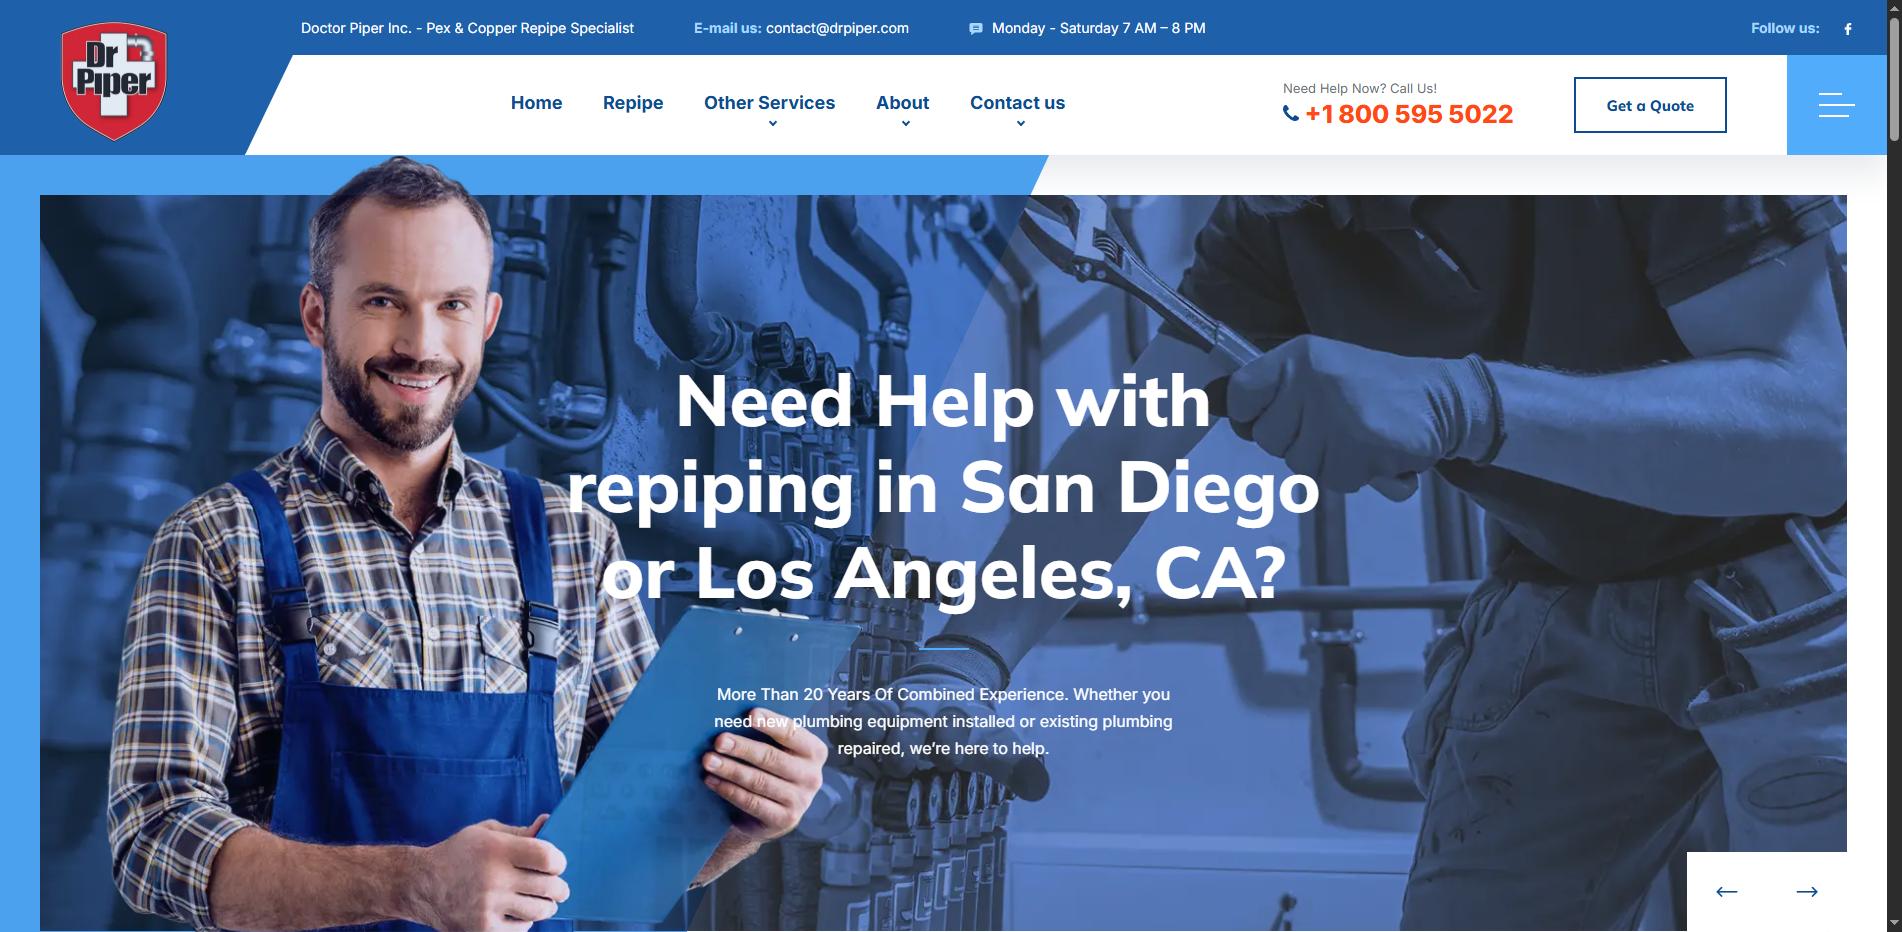 Dr
Piper
Doctor Piper Inc. - Pex & Copper Repipe Specialist
E-mail us: contact@drpiper.com
Monday - Saturday 7 AM – 8 PM
Follow us:
Home
Repipe
Other Services
About
Contact us
Need Help Now? Call Us!
+1 800 595 5022
Get a Quote
Need Help with
repiping in San Diego
or Los Angeles, CA?
More Than 20 Years Of Combined Experience. Whether you
need new plumbing equipment installed or existing plumbing
repaired, we’re here to help.